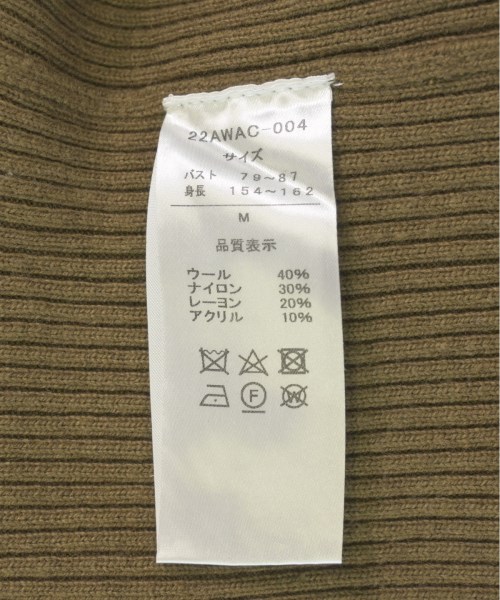 22AWAC-004
サイズ
バスト 79~87
身長 154~162
M
品質表示
ウール 40%
ナイロン 30%
レーヨン 20%
アクリル 10%
F W